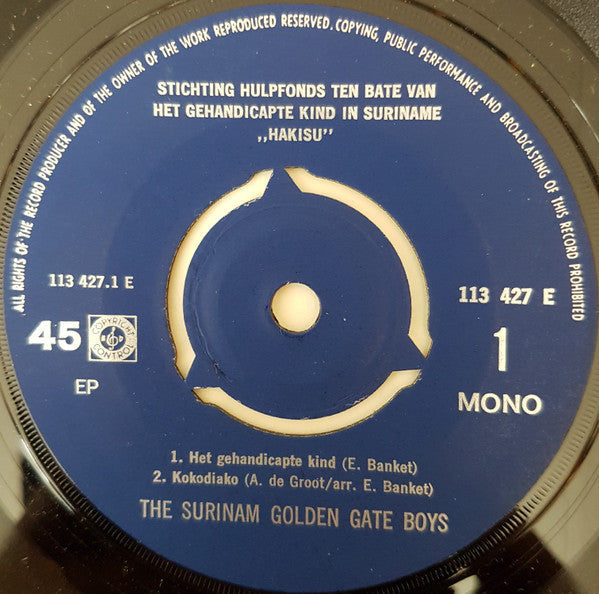 ALL RIGHTS OF THE RECORD PRODUCER AND OF THE OWNER OF THE WORK REPRODUCED RESERVED. COPYING, PUBLIC PERFORMANCE AND BROADCASTING OF THIS RECORD PROHIBITED
STICHTING HULPFONDS TEN BATE VAN
HET GEHANDICAPTE KIND IN SURINAME
,,HAKISU''
113 427.1 E
113 427 E
45
COPYRIGHT
B D
CONTROL
1
EP
MONO
1. Het gehandicapte kind (E. Banket)
2. Kokodiako (A. de Groot/arr. E. Banket)
THE SURINAM GOLDEN GATE BOYS